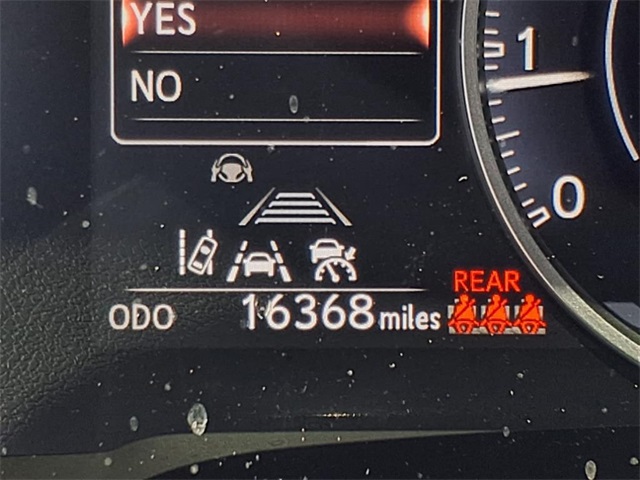 YES
NO
1
0
REAR
ODO 16368 miles